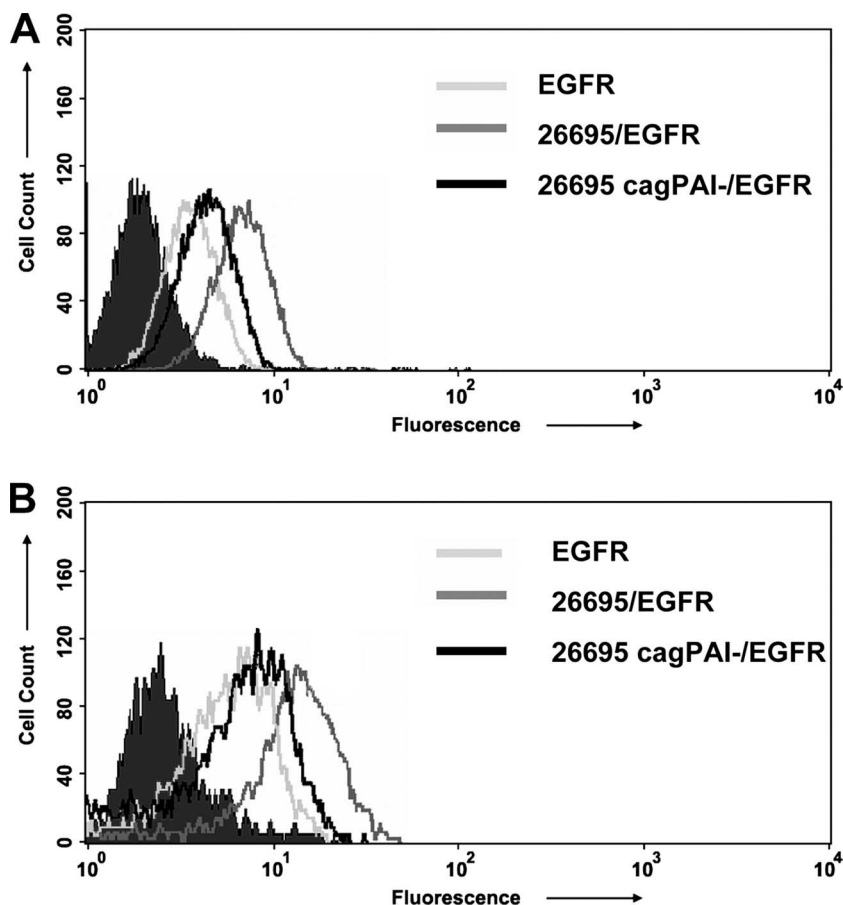 A
200
160
120
80
40
0
Cell Count
EGFR
26695/EGFR
26695 cagPAI-/EGFR
10^0 10^1 10^2 10^3 10^4
Fluorescence
B
200
160
120
80
40
0
Cell Count
EGFR
26695/EGFR
26695 cagPAI-/EGFR
10^0 10^1 10^2 10^3 10^4
Fluorescence